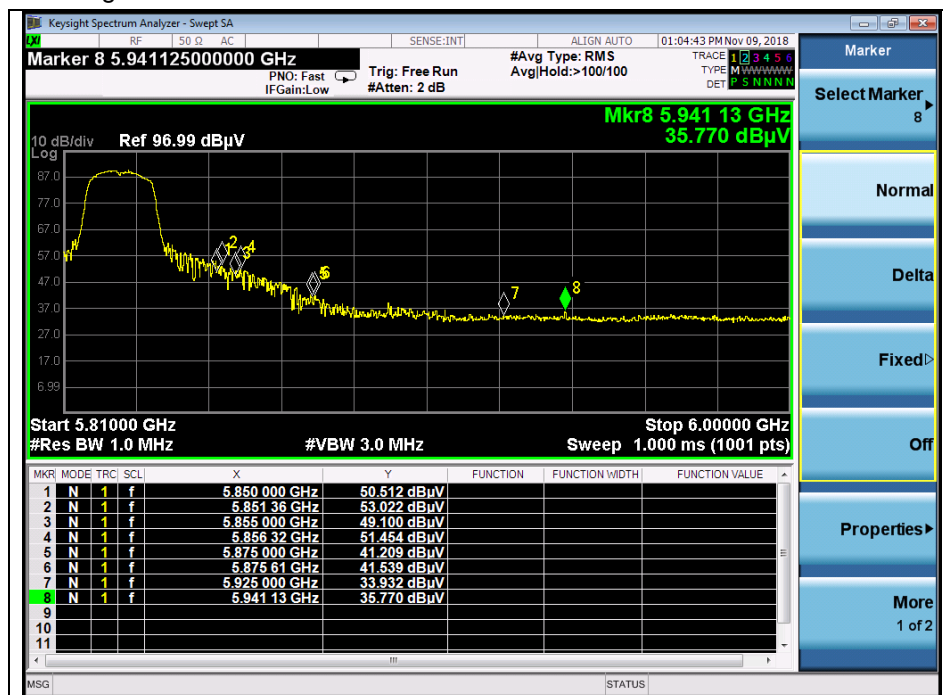 Keysight Spectrum Analyzer - Swept SA
LXI RF 50 Ω AC SENSE:INT ALIGN AUTO 01:04:43 PM Nov 09, 2018
Marker 8 5.941125000000 GHz
PNO: Fast
IFGain:Low
Trig: Free Run
#Atten: 2 dB
#Avg Type: RMS
Avg|Hold:>100/100
TRACE 1 2 3 4 5 6
TYPE M W W W W W
DET P S N N N N
Mkr8 5.941 13 GHz
35.770 dBµV
10 dB/div Ref 96.99 dBµV
Log
87.0
77.0
67.0
57.0
47.0
37.0
27.0
17.0
6.99
2
1
4
3
5
6
7
8
Start 5.81000 GHz Stop 6.00000 GHz
#Res BW 1.0 MHz #VBW 3.0 MHz Sweep 1.000 ms (1001 pts)
MKR MODE TRC SCL X Y FUNCTION FUNCTION WIDTH FUNCTION VALUE
1 N 1 f 5.850 000 GHz 50.512 dBµV
2 N 1 f 5.851 36 GHz 53.022 dBµV
3 N 1 f 5.855 000 GHz 49.100 dBµV
4 N 1 f 5.856 32 GHz 51.454 dBµV
5 N 1 f 5.875 000 GHz 41.209 dBµV
6 N 1 f 5.875 61 GHz 41.539 dBµV
7 N 1 f 5.925 000 GHz 33.932 dBµV
8 N 1 f 5.941 13 GHz 35.770 dBµV
9
10
11
MSG STATUS
Marker
Select Marker
8
Normal
Delta
Fixed
Off
Properties
More
1 of 2